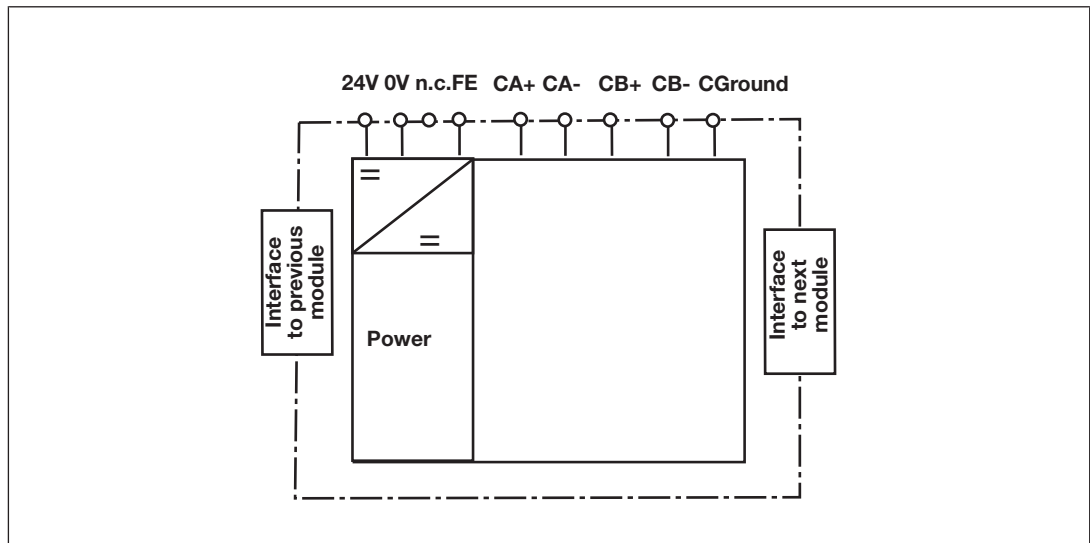 24V 0V n.c.FE CA+ CA- CB+ CB- CGround
Interface
to previous
module
Power
Interface
to next
module